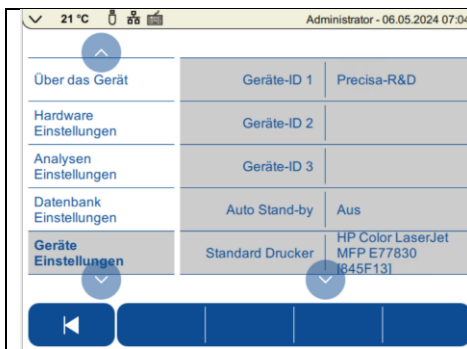 21 °C
Administrator - 06.05.2024 07:04
Über das Gerät
Geräte-ID 1
Precisa-R&D
Hardware
Einstellungen
Geräte-ID 2
Analysen
Einstellungen
Geräte-ID 3
Datenbank
Einstellungen
Auto Stand-by
Aus
Geräte
Einstellungen
Standard Drucker
HP Color LaserJet
MFP E77830
[845F13]